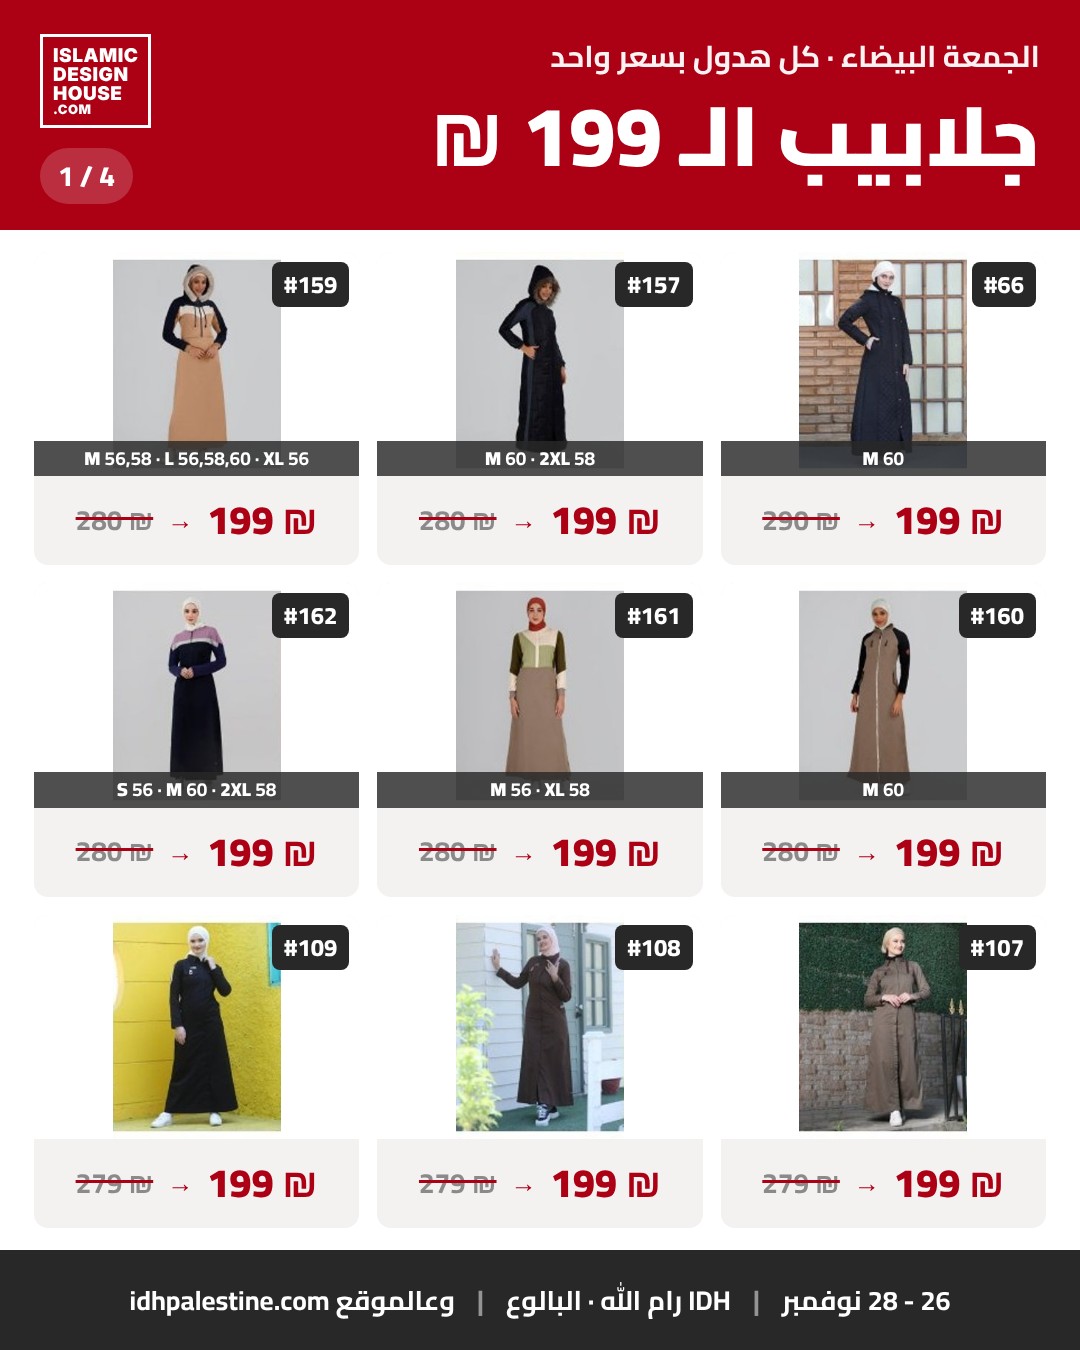 ISLAMIC
DESIGN
HOUSE
.COM
الجمعة البيضاء · كل هدول بسعر واحد
جلابيب الـ 199 ₪
1 / 4
#66
M 60
290 ₪ → 199 ₪
#157
M 60 · 2XL 58
280 ₪ → 199 ₪
#159
M 56,58 · L 56,58,60 · XL 56
280 ₪ → 199 ₪
#160
M 60
280 ₪ → 199 ₪
#161
M 56 · XL 58
280 ₪ → 199 ₪
#162
S 56 · M 60 · 2XL 58
280 ₪ → 199 ₪
#107
279 ₪ → 199 ₪
#108
279 ₪ → 199 ₪
#109
279 ₪ → 199 ₪
26 - 28 نوفمبر | IDH رام الله · البالوع | وعالموقع idhpalestine.com